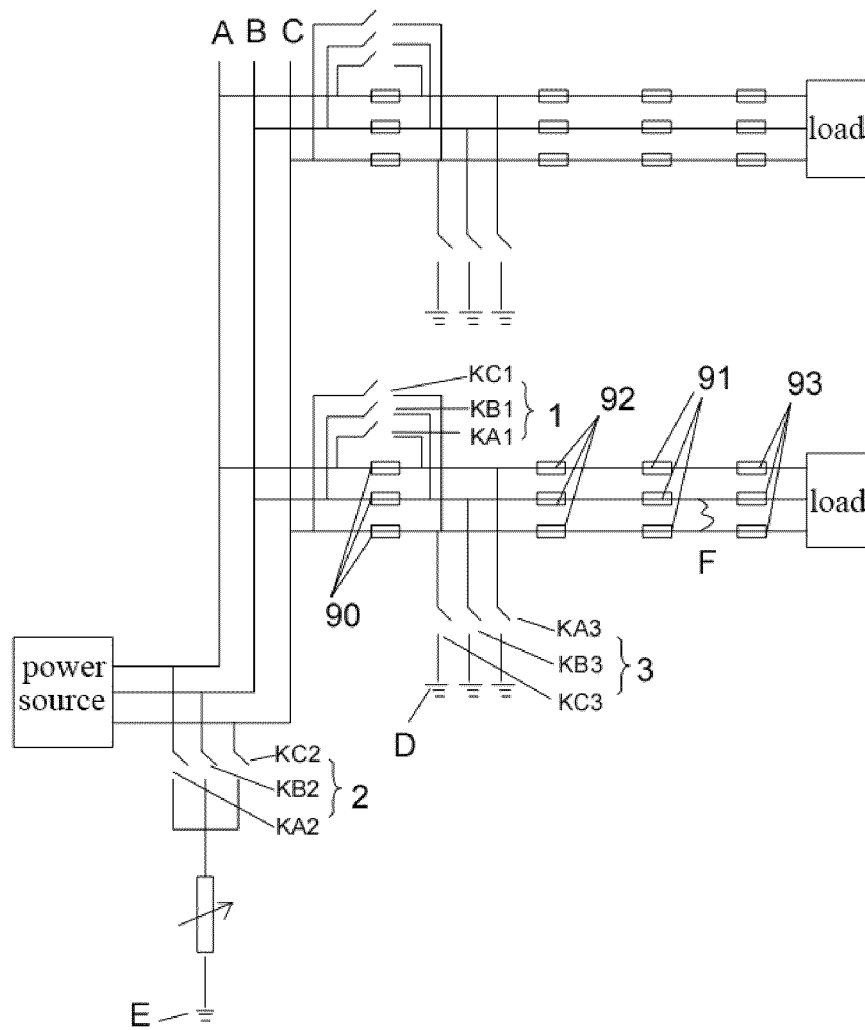 A B C
load
KC1
KB1
KA1
1
92
91
93
load
90
F
KA3
KB3
KC3
3
power
source
D
KC2
KB2
KA2
2
E